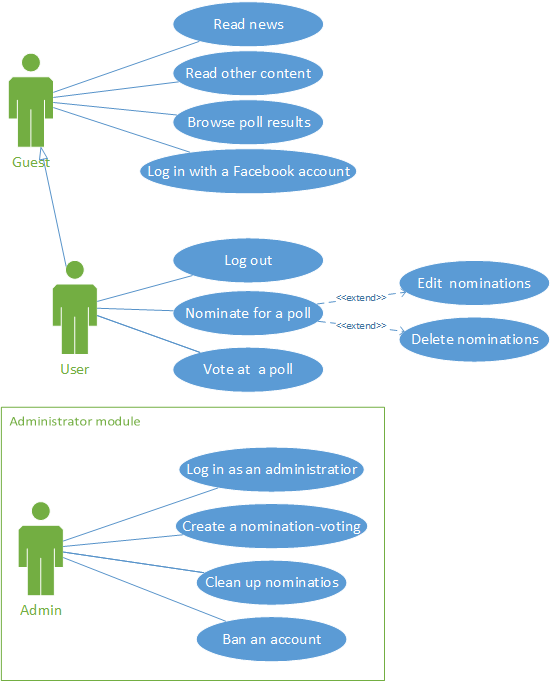 Read news
Read other content
Browse poll results
Log in with a Facebook account
Guest
Log out
Nominate for a poll
Vote at a poll
<<extend>>
<<extend>>
Edit nominations
Delete nominations
User
Administrator module
Log in as an administratior
Create a nomination-voting
Clean up nominatios
Ban an account
Admin